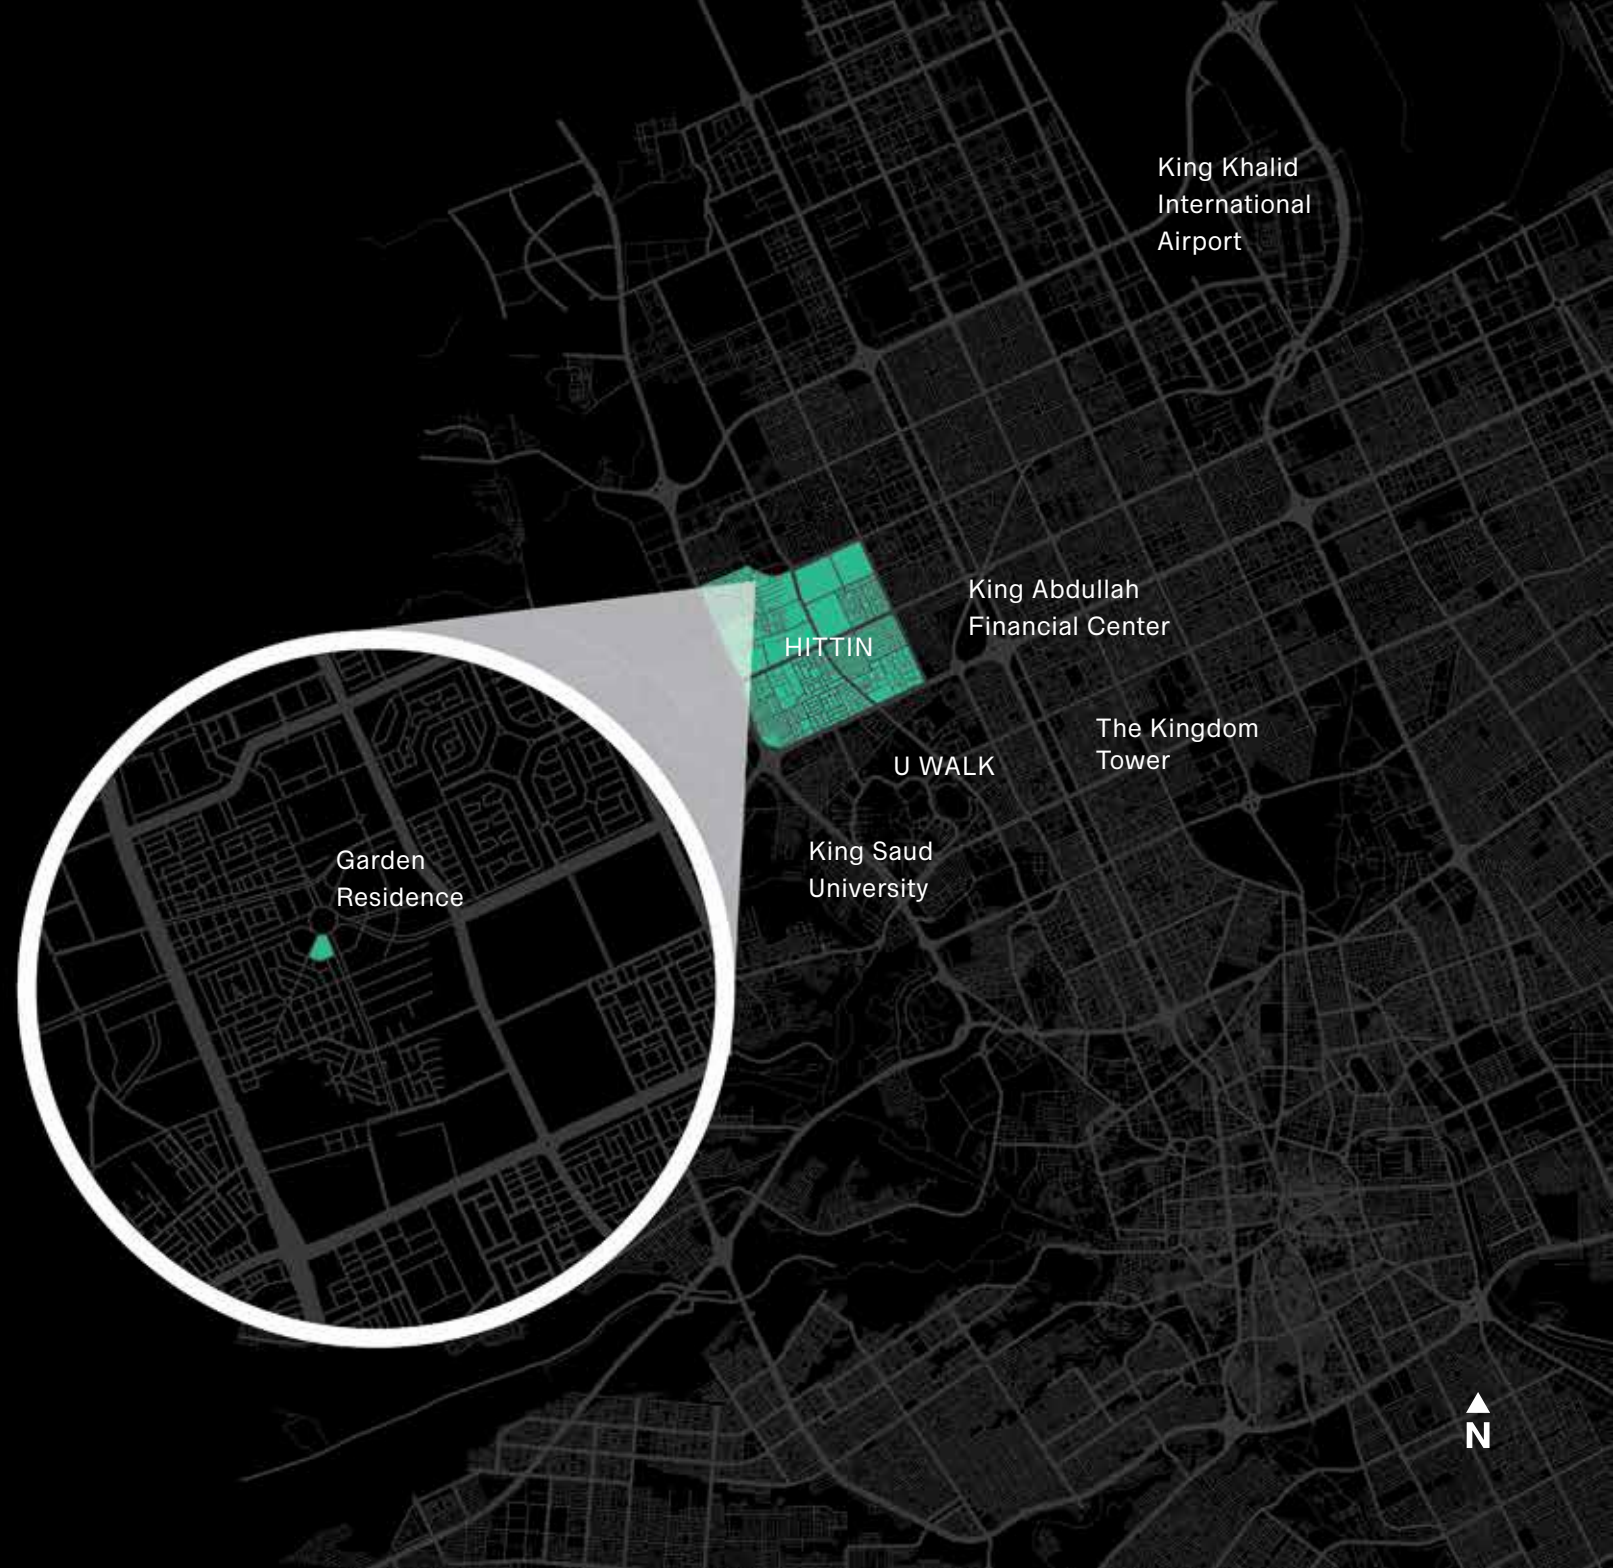 King Khalid
International
Airport
King Abdullah
Financial Center
HITTIN
The Kingdom
Tower
U WALK
King Saud
University
Garden
Residence
N